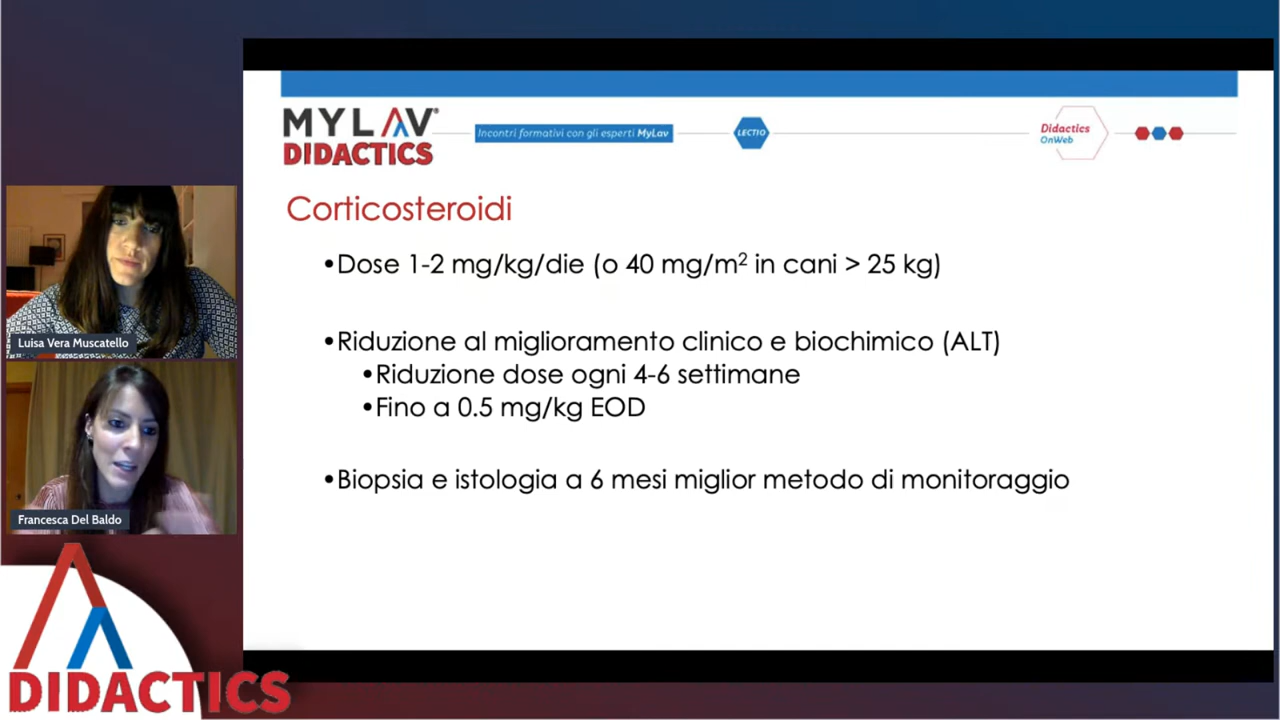 MYLAV®
DIDACTICS
Incontri formativi con gli esperti MyLav
LECTIO
Didactics
OnWeb
Corticosteroidi
•Dose 1-2 mg/kg/die (o 40 mg/m² in cani > 25 kg)
•Riduzione al miglioramento clinico e biochimico (ALT)
•Riduzione dose ogni 4-6 settimane
•Fino a 0.5 mg/kg EOD
•Biopsia e istologia a 6 mesi miglior metodo di monitoraggio
Luisa Vera Muscatello
Francesca Del Baldo
DIDACTICS